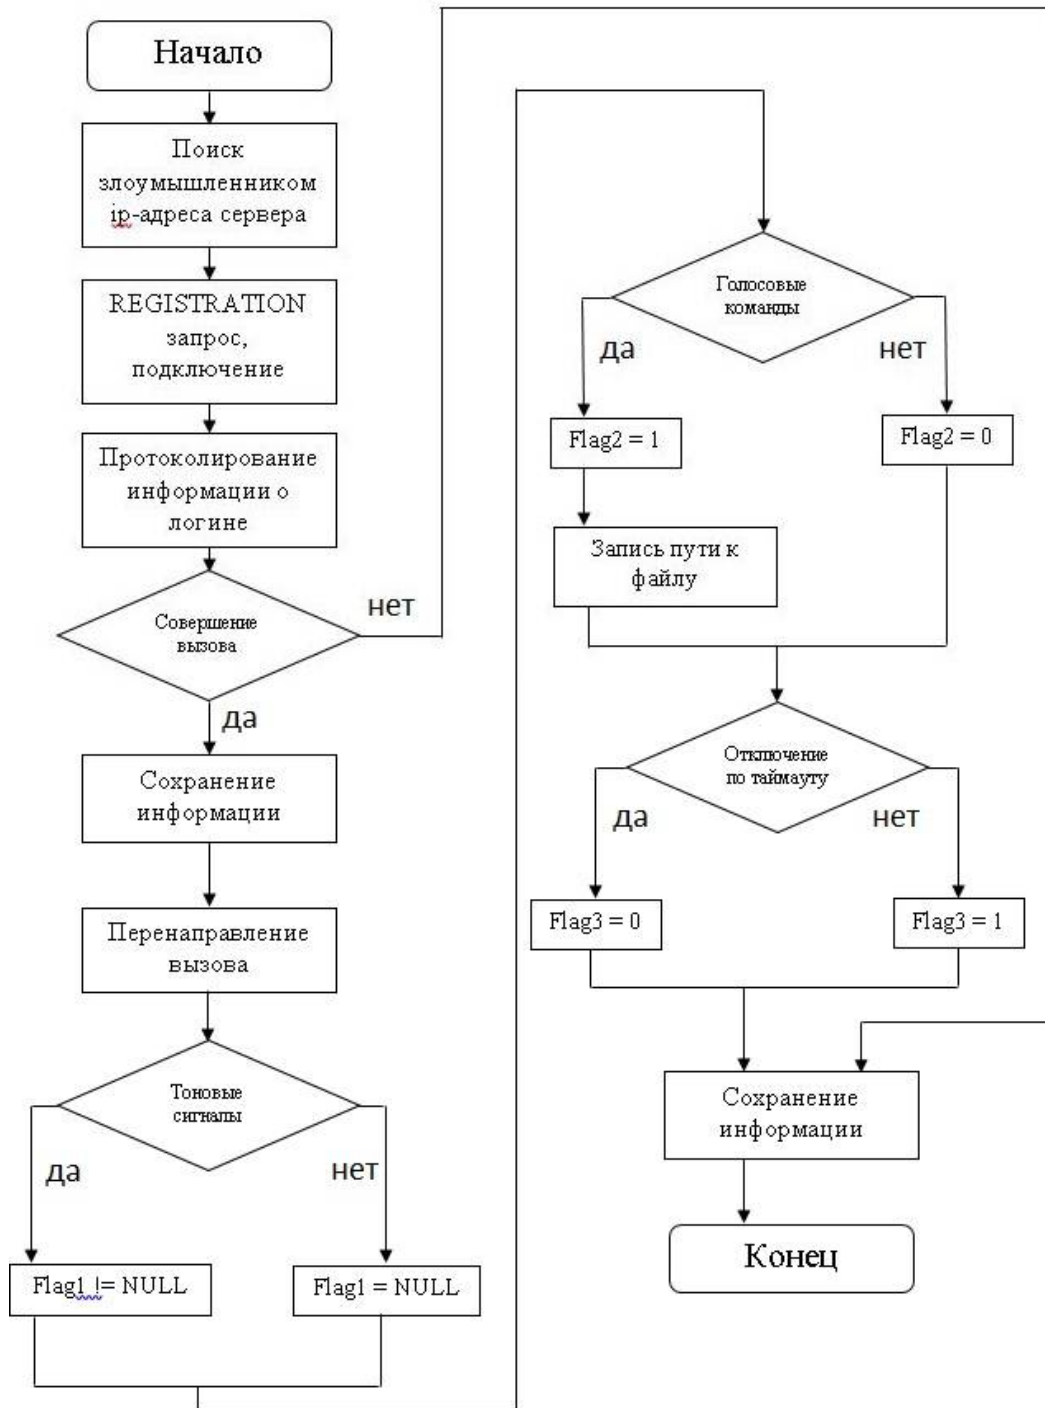 Начало
Поиск
злоумышленником
ip-адреса сервера
REGISTRATION
запрос,
подключение
Протоколирование
информации о
логине
Совершение
вызова
нет
да
Сохранение
информации
Перенаправление
вызова
Тоновые
сигналы
да
нет
Flag1 != NULL
Flag1 = NULL
Голосовые
команды
да
нет
Flag2 = 1
Flag2 = 0
Запись пути к
файлу
Отключение
по таймауту
да
нет
Flag3 = 0
Flag3 = 1
Сохранение
информации
Конец